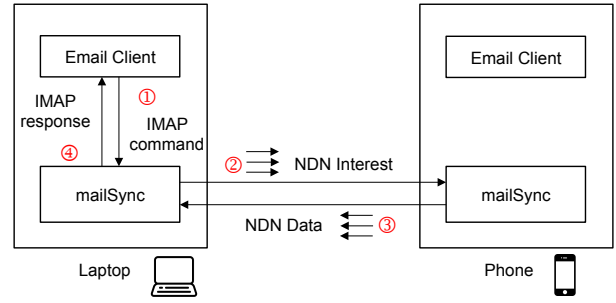 Email Client
Email Client
①
IMAP
response
IMAP
command
④
②
NDN Interest
mailSync
mailSync
NDN Data
③
Laptop
Phone